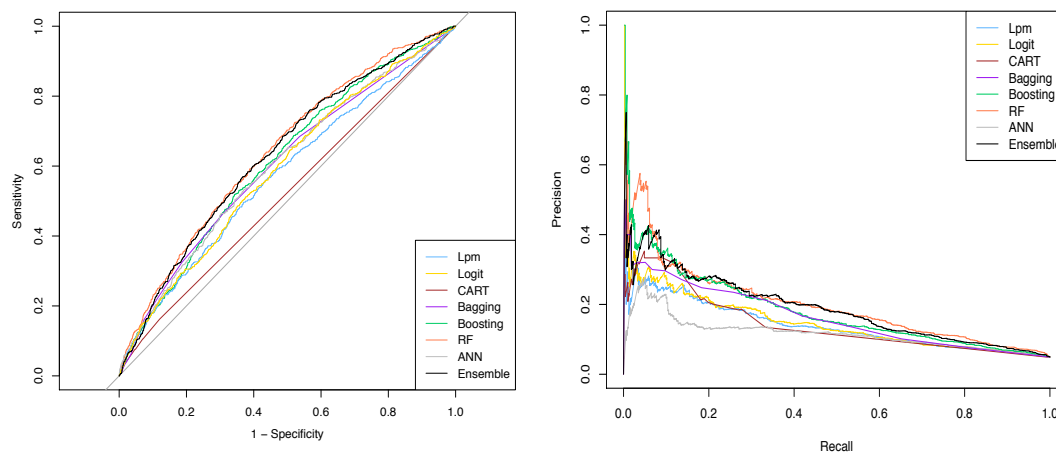 1.0
0.8
0.6
0.4
0.2
0.0
Sensitivity
0.0 0.2 0.4 0.6 0.8 1.0
1 − Specificity
Lpm
Logit
CART
Bagging
Boosting
RF
ANN
Ensemble
1.0
0.8
0.6
0.4
0.2
0.0
Precision
0.0 0.2 0.4 0.6 0.8 1.0
Recall
Lpm
Logit
CART
Bagging
Boosting
RF
ANN
Ensemble